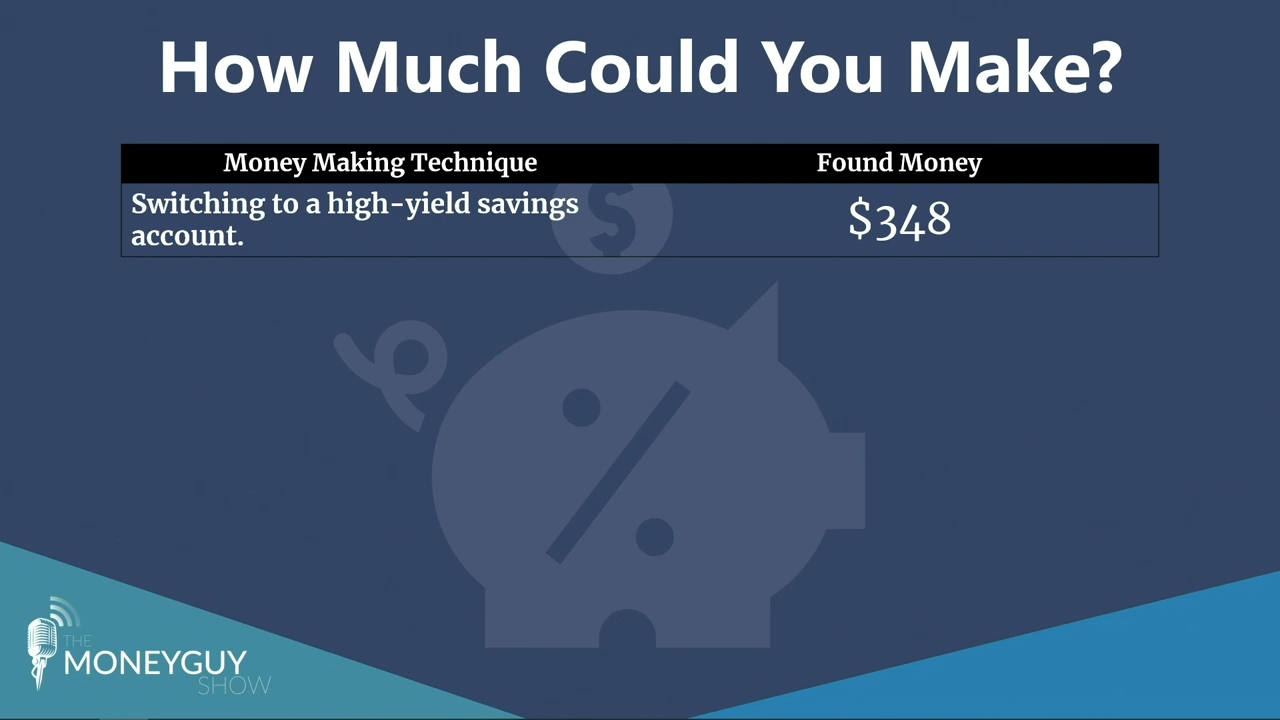 How Much Could You Make?
Money Making Technique
Found Money
Switching to a high-yield savings
account.
$348
THE
MONEYGUY
SHOW